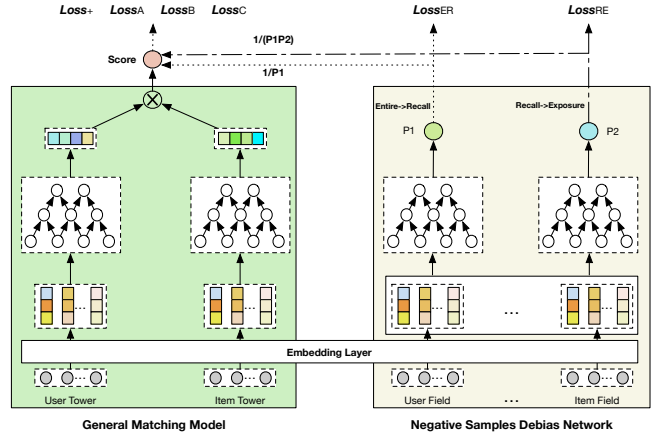 Loss+ LossA LossB LossC LossER LossRE
1/(P1P2)
Score
1/P1
Entire->Recall Recall->Exposure
P1 P2
... ... ... ...
...
Embedding Layer
... ... ... ...
User Tower Item Tower User Field ... Item Field
General Matching Model Negative Samples Debias Network